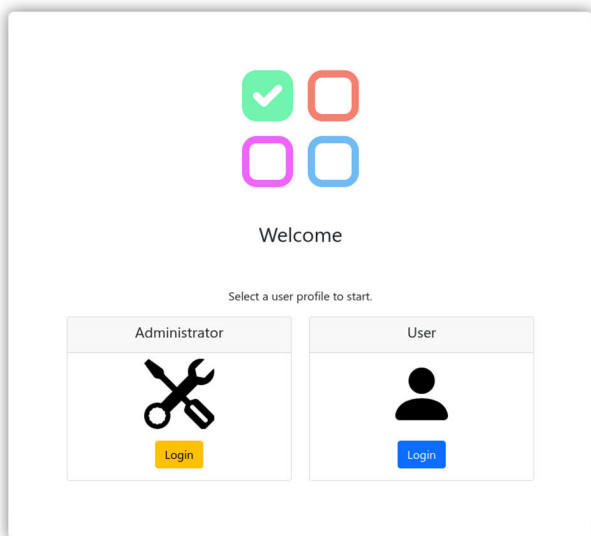 Welcome
Select a user profile to start.
Administrator
User
Login
Login